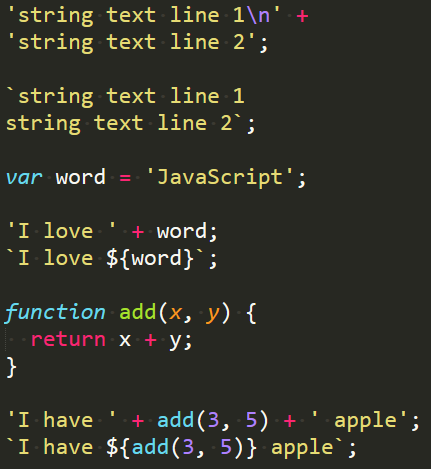 'string text line 1\n' +
'string text line 2';
`string text line 1
string text line 2`;
var word = 'JavaScript';
'I love ' + word;
`I love ${word}`;
function add(x, y) {
  return x + y;
}
'I have ' + add(3, 5) + ' apple';
`I have ${add(3, 5)} apple`;